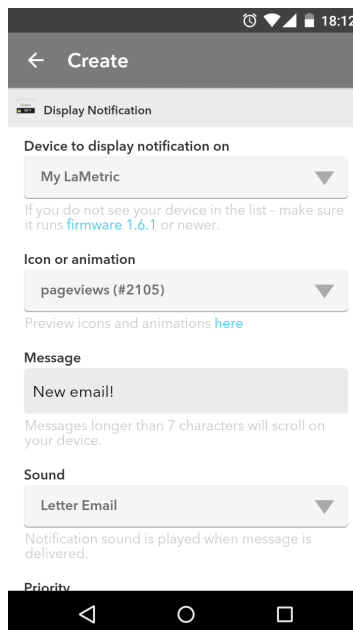 18:12
Create
Display Notification
Device to display notification on
My LaMetric
If you do not see your device in the list – make sure
it runs firmware 1.6.1 or newer.
Icon or animation
pageviews (#2105)
Preview icons and animations here
Message
New email!
Messages longer than 7 characters will scroll on
your device.
Sound
Letter Email
Notification sound is played when message is
delivered.
Priority